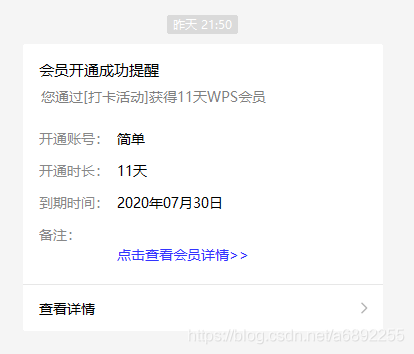 昨天 21:50
会员开通成功提醒
您通过[打卡活动]获得11天WPS会员
开通账号： 简单
开通时长： 11天
到期时间： 2020年07月30日
备注：
点击查看会员详情>>
查看详情
https://blog.csdn.net/a6892255